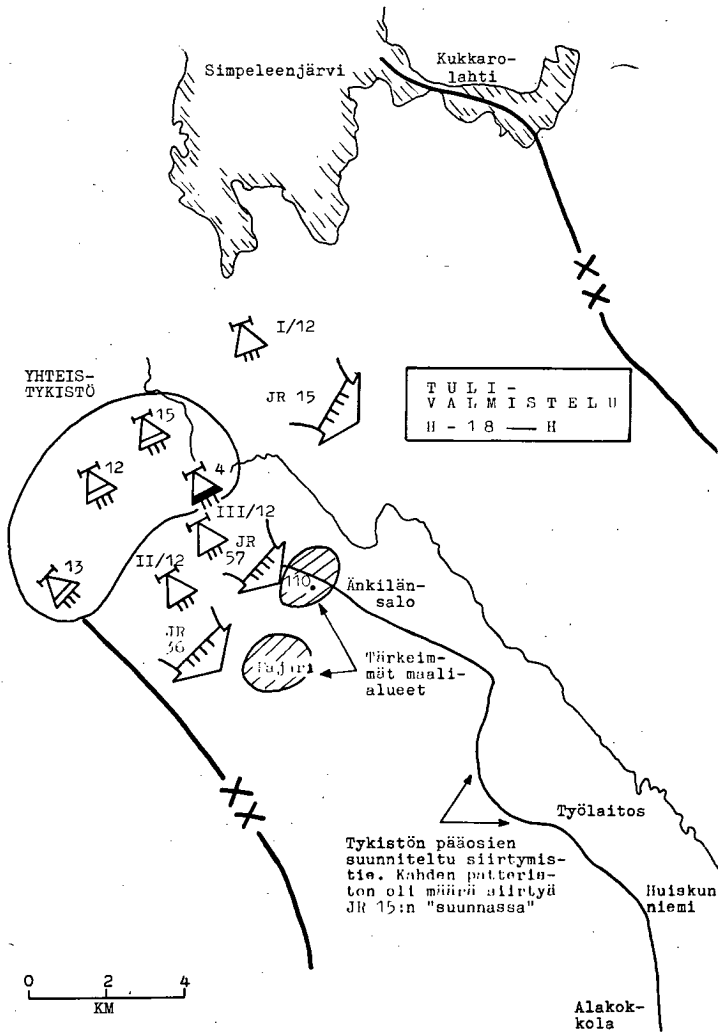 Simpeleenjärvi
Kukkaro-
lahti
I/12
JR 15
YHTEIS-
TYKISTÖ
TULI-
VALMISTELU
H-18 — H
15
12
4
III/12
JR
57
II/12
13
110
Änkilän-
salo
JR
36
Tärkeim-
mät maali-
alueet
Työlaitos
Tykistön pääosien
suunniteltu siirtymis-
tie. Kahden patteris-
ton oli määrä siirtyä
JR 15:n "suunnassa"
Huiskun
niemi
0 2 4
KM
Alakok-
kola